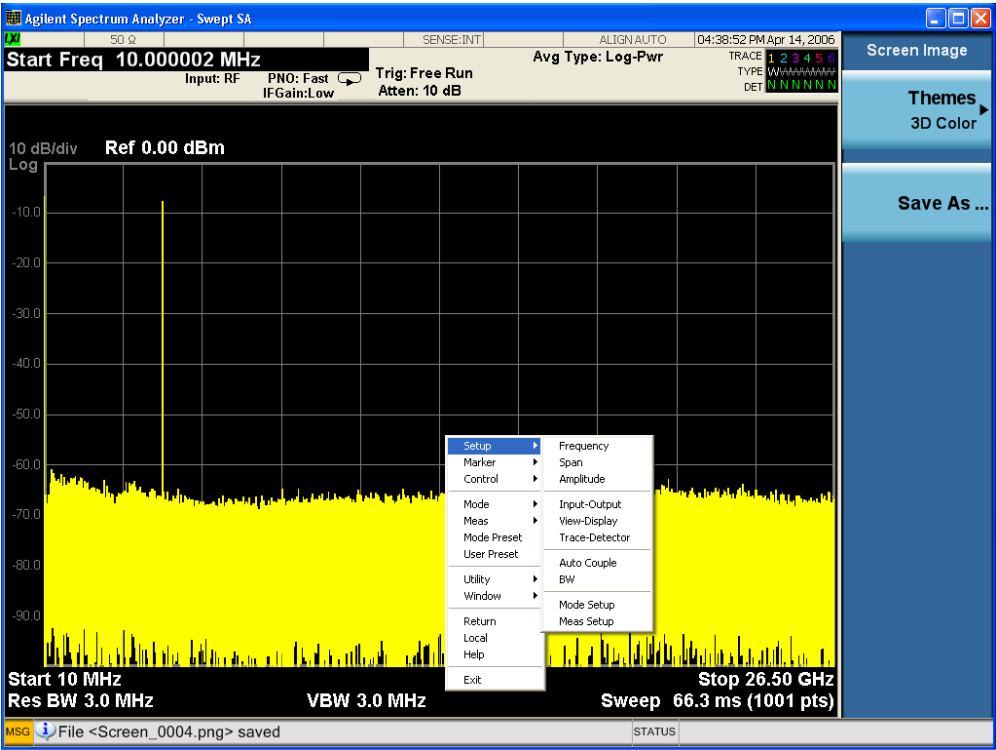 Agilent Spectrum Analyzer - Swept SA
LXI 50 Ω SENSE:INT ALIGN AUTO 04:38:52 PM Apr 14, 2006
Start Freq 10.000002 MHz
Input: RF
PNO: Fast
IFGain:Low
Trig: Free Run
Atten: 10 dB
Avg Type: Log-Pwr
TRACE 1 2 3 4 5 6
TYPE WWWWWW
DET N N N N N N
Screen Image
Themes
3D Color
Save As ...
10 dB/div Ref 0.00 dBm
Log
-10.0
-20.0
-30.0
-40.0
-50.0
-60.0
-70.0
-80.0
-90.0
Setup
Marker
Control
Mode
Meas
Mode Preset
User Preset
Utility
Window
Return
Local
Help
Exit
Frequency
Span
Amplitude
Input-Output
View-Display
Trace-Detector
Auto Couple
BW
Mode Setup
Meas Setup
Start 10 MHz Stop 26.50 GHz
Res BW 3.0 MHz VBW 3.0 MHz Sweep 66.3 ms (1001 pts)
MSG File <Screen_0004.png> saved STATUS